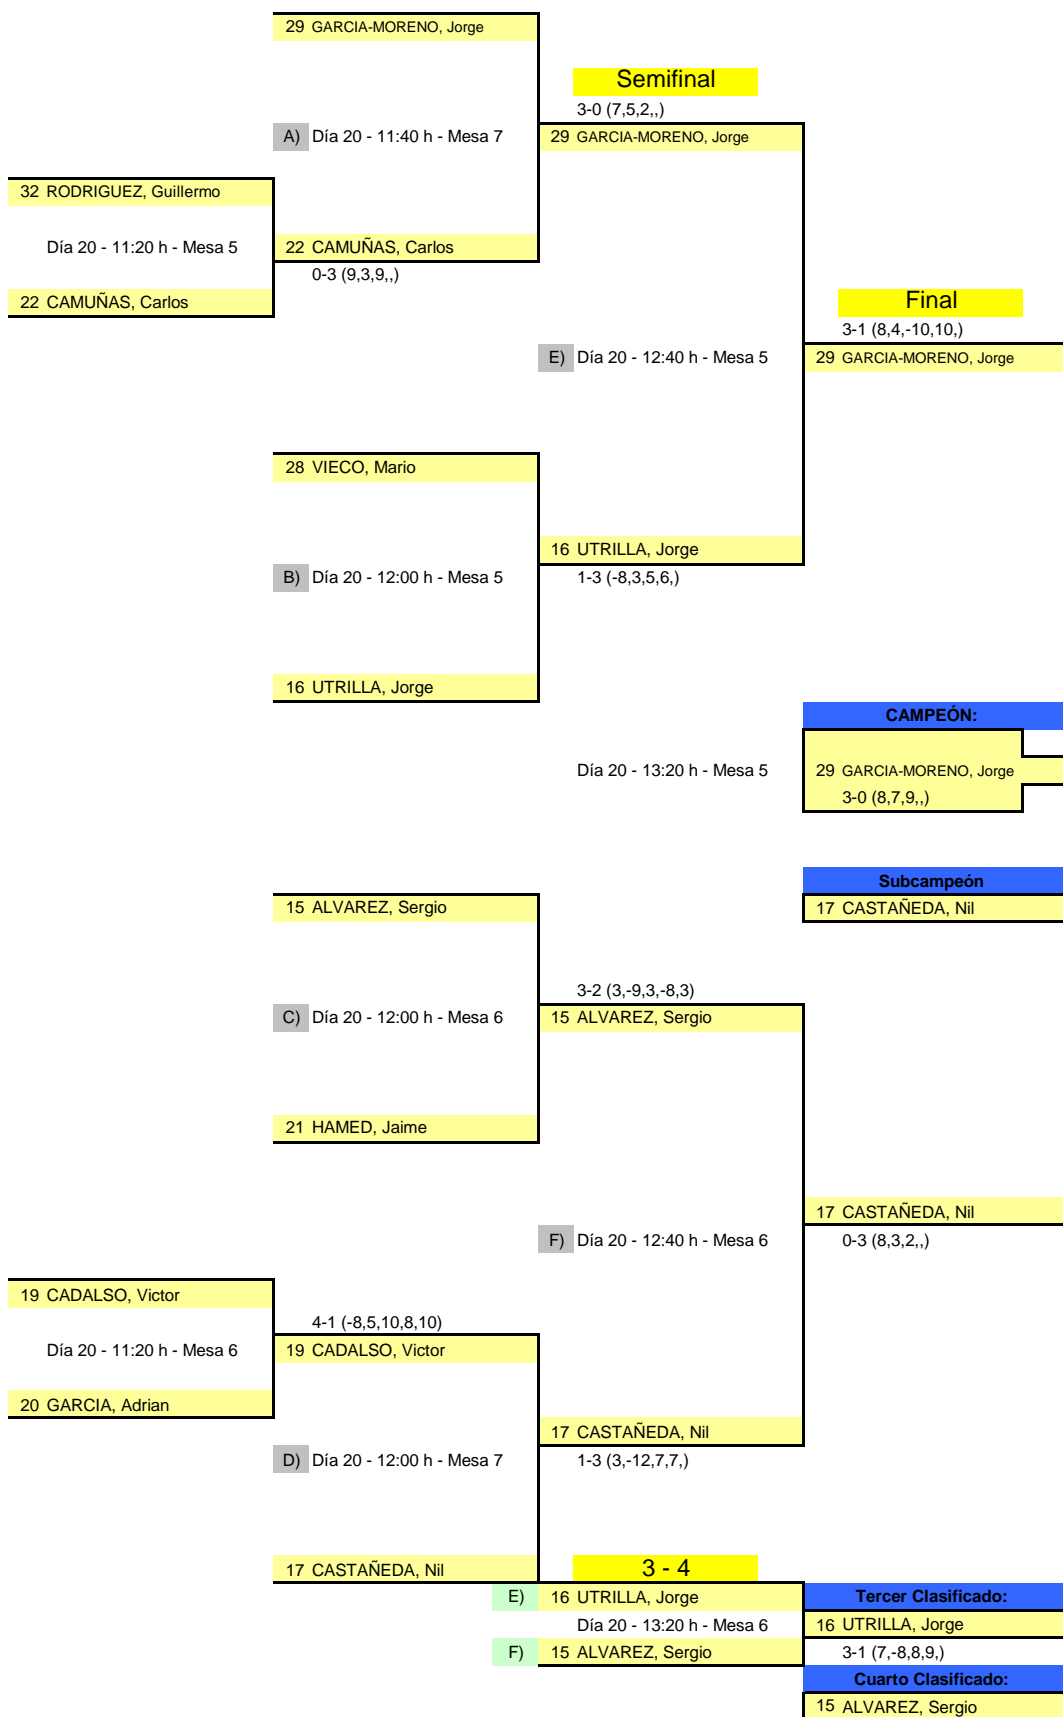 29 GARCIA-MORENO, Jorge
Semifinal
3-0 (7,5,2,,)
A) Día 20 - 11:40 h - Mesa 7
29 GARCIA-MORENO, Jorge
32 RODRIGUEZ, Guillermo
Día 20 - 11:20 h - Mesa 5
22 CAMUÑAS, Carlos
0-3 (9,3,9,,)
22 CAMUÑAS, Carlos
Final
3-1 (8,4,-10,10,)
E) Día 20 - 12:40 h - Mesa 5
29 GARCIA-MORENO, Jorge
28 VIECO, Mario
16 UTRILLA, Jorge
B) Día 20 - 12:00 h - Mesa 5
1-3 (-8,3,5,6,)
16 UTRILLA, Jorge
CAMPEÓN:
Día 20 - 13:20 h - Mesa 5
29 GARCIA-MORENO, Jorge
3-0 (8,7,9,,)
Subcampeón
15 ALVAREZ, Sergio
17 CASTAÑEDA, Nil
3-2 (3,-9,3,-8,3)
C) Día 20 - 12:00 h - Mesa 6
15 ALVAREZ, Sergio
21 HAMED, Jaime
17 CASTAÑEDA, Nil
F) Día 20 - 12:40 h - Mesa 6
0-3 (8,3,2,,)
19 CADALSO, Victor
4-1 (-8,5,10,8,10)
Día 20 - 11:20 h - Mesa 6
19 CADALSO, Victor
20 GARCIA, Adrian
17 CASTAÑEDA, Nil
D) Día 20 - 12:00 h - Mesa 7
1-3 (3,-12,7,7,)
17 CASTAÑEDA, Nil
3 - 4
E) 16 UTRILLA, Jorge
Tercer Clasificado:
Día 20 - 13:20 h - Mesa 6
16 UTRILLA, Jorge
F) 15 ALVAREZ, Sergio
3-1 (7,-8,8,9,)
Cuarto Clasificado:
15 ALVAREZ, Sergio